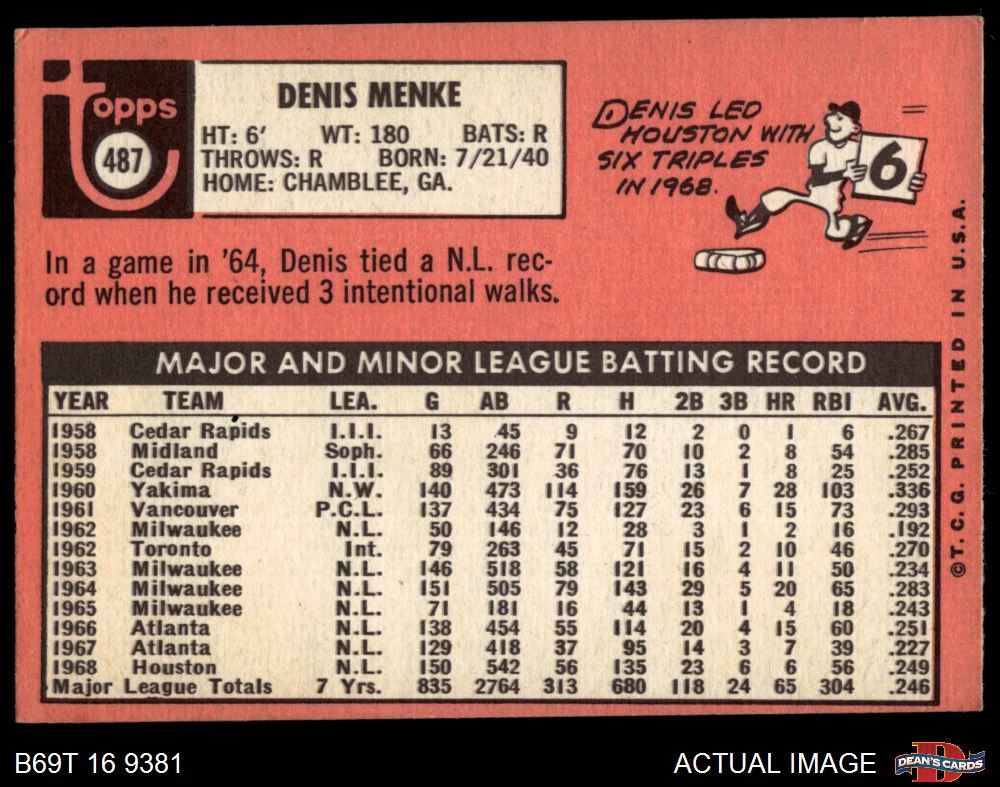 topps
487
DENIS MENKE
HT: 6' WT: 180 BATS: R
THROWS: R BORN: 7/21/40
HOME: CHAMBLEE, GA.
DENIS LED
HOUSTON WITH
SIX TRIPLES
IN 1968.
6
In a game in '64, Denis tied a N.L. rec-
ord when he received 3 intentional walks.
MAJOR AND MINOR LEAGUE BATTING RECORD
YEAR TEAM LEA. G AB R H 2B 3B HR RBI AVG.
1958 Cedar Rapids I.I.I. 13 45 9 12 2 0 1 6 .267
1958 Midland Soph. 66 246 71 70 10 2 8 54 .285
1959 Cedar Rapids I.I.I. 89 301 36 76 13 1 8 25 .252
1960 Yakima N.W. 140 473 114 159 26 7 28 103 .336
1961 Vancouver P.C.L. 137 434 75 127 23 6 15 73 .293
1962 Milwaukee N.L. 50 146 12 28 3 1 2 16 .192
1962 Toronto Int. 79 263 45 71 15 2 10 46 .270
1963 Milwaukee N.L. 146 518 58 121 16 4 11 50 .234
1964 Milwaukee N.L. 151 505 79 143 29 5 20 65 .283
1965 Milwaukee N.L. 71 181 16 44 13 1 4 18 .243
1966 Atlanta N.L. 138 454 55 114 20 4 15 60 .251
1967 Atlanta N.L. 129 418 37 95 14 3 7 39 .227
1968 Houston N.L. 150 542 56 135 23 6 6 56 .249
Major League Totals 7 Yrs. 835 2764 313 680 118 24 65 304 .246
©T. C. G. PRINTED IN U.S.A.
B69T 16 9381
ACTUAL IMAGE
DEAN'S CARDS